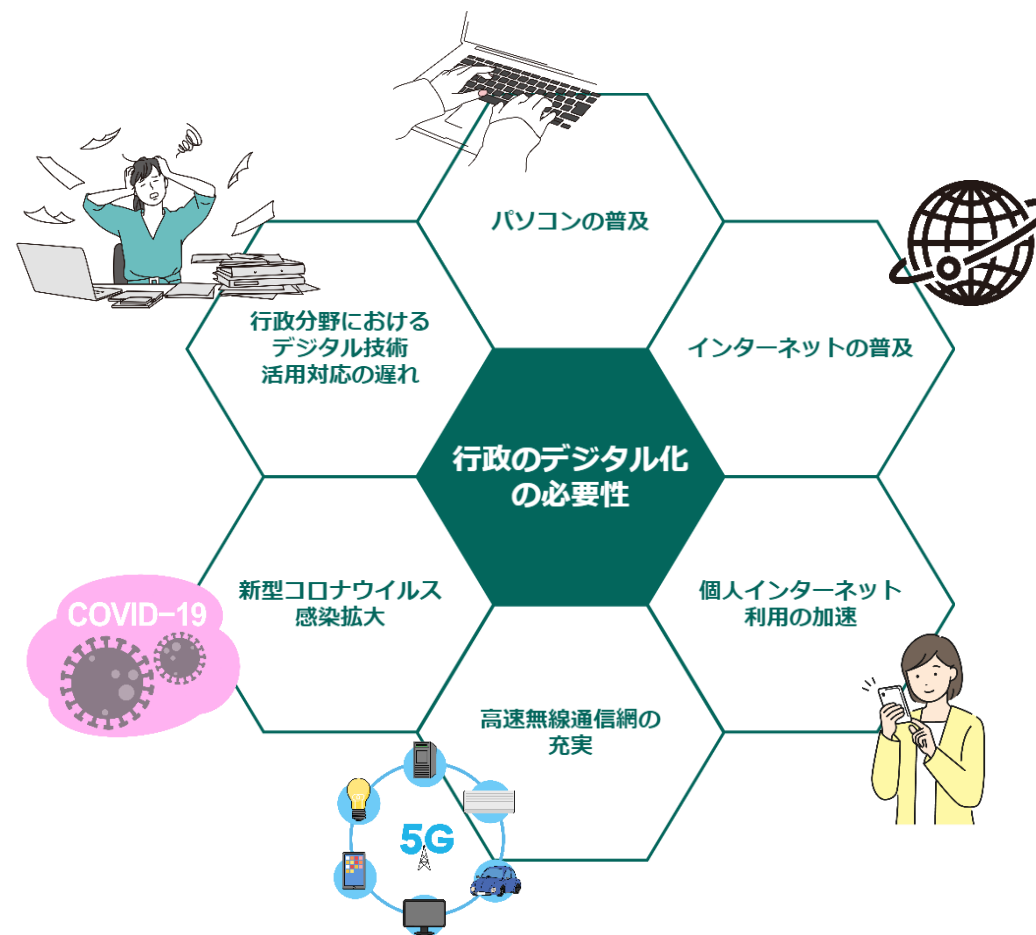 パソコンの普及
行政分野における
デジタル技術
活用対応の遅れ
インターネットの普及
行政のデジタル化
の必要性
新型コロナウイルス
感染拡大
COVID-19
個人インターネット
利用の加速
高速無線通信網の
充実
5G